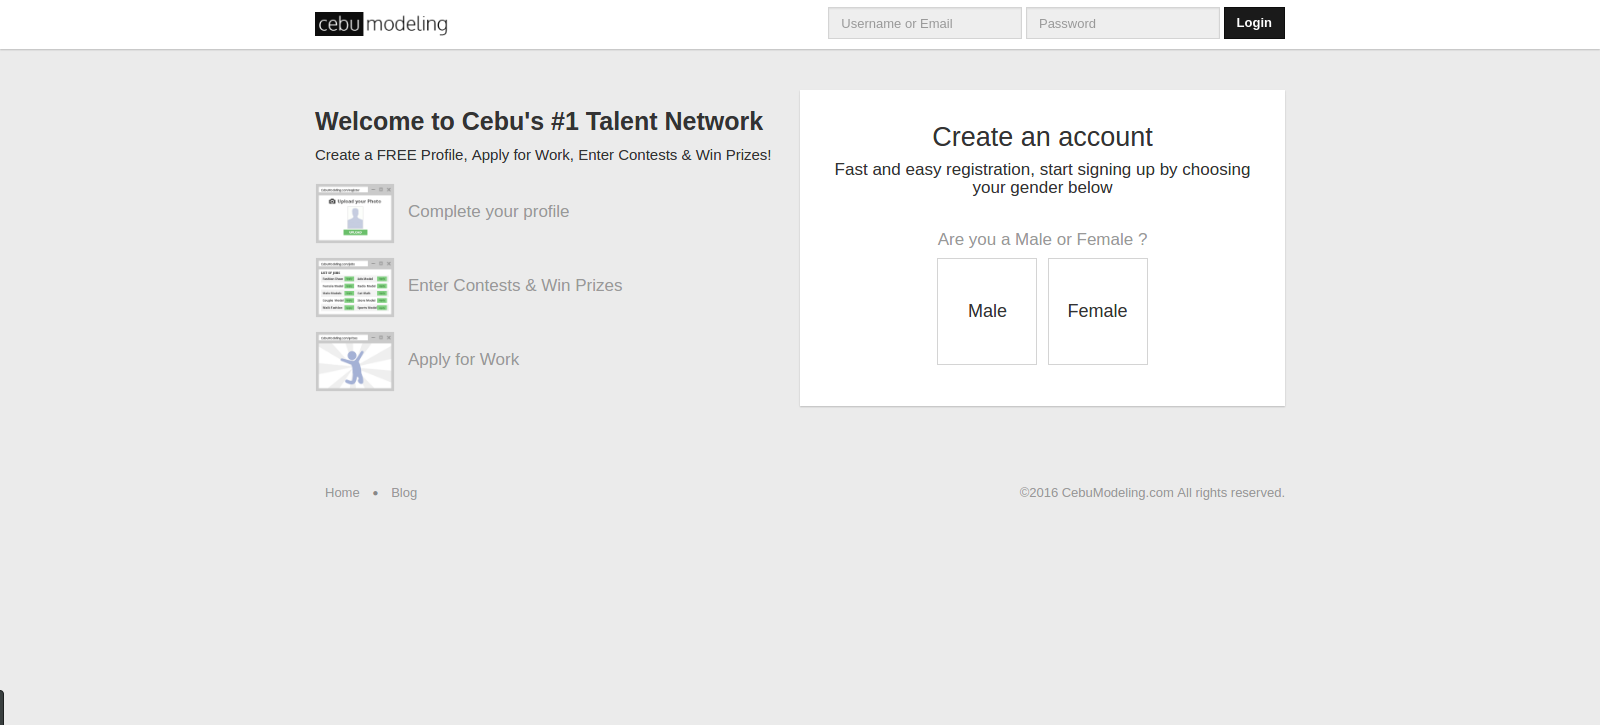 cebu modeling
Username or Email
Password
Login
Welcome to Cebu's #1 Talent Network
Create a FREE Profile, Apply for Work, Enter Contests & Win Prizes!
Upload your Photo
Complete your profile
LIST OF JOBS
Enter Contests & Win Prizes
Apply for Work
Create an account
Fast and easy registration, start signing up by choosing
your gender below
Are you a Male or Female ?
Male
Female
Home • Blog
©2016 CebuModeling.com All rights reserved.